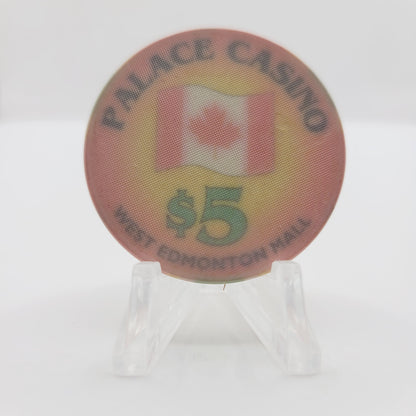 PALACE CASINO
$5
WEST EDMONTON MALL